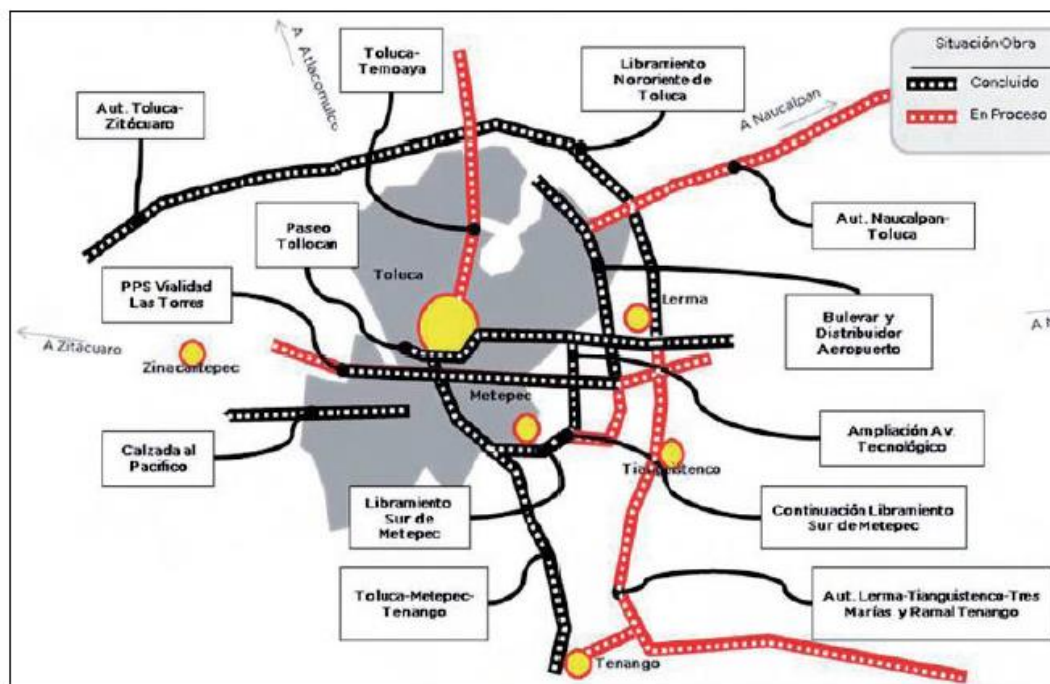 A Atlacomulco
Toluca-
Temoaya
Libramiento
Nororiente de
Toluca
Situación Obra
Concluido
En Proceso
Aut. Toluca-
Zitácuaro
A Naucalpan
Paseo
Tollocan
Aut. Naucalpan-
Toluca
Toluca
PPS Vialidad
Las Torres
Lerma
Bulevar y
Distribuidor
Aeropuerto
A Zitácuaro
Zinacantepec
Metepec
Calzada al
Pacífico
Ampliación Av.
Tecnológico
Tianguistenco
Libramiento
Sur de
Metepec
Continuación Libramiento
Sur de Metepec
Toluca-Metepec-
Tenango
Aut. Lerma-Tianguistenco-Tres
Marías y Ramal Tenango
Tenango